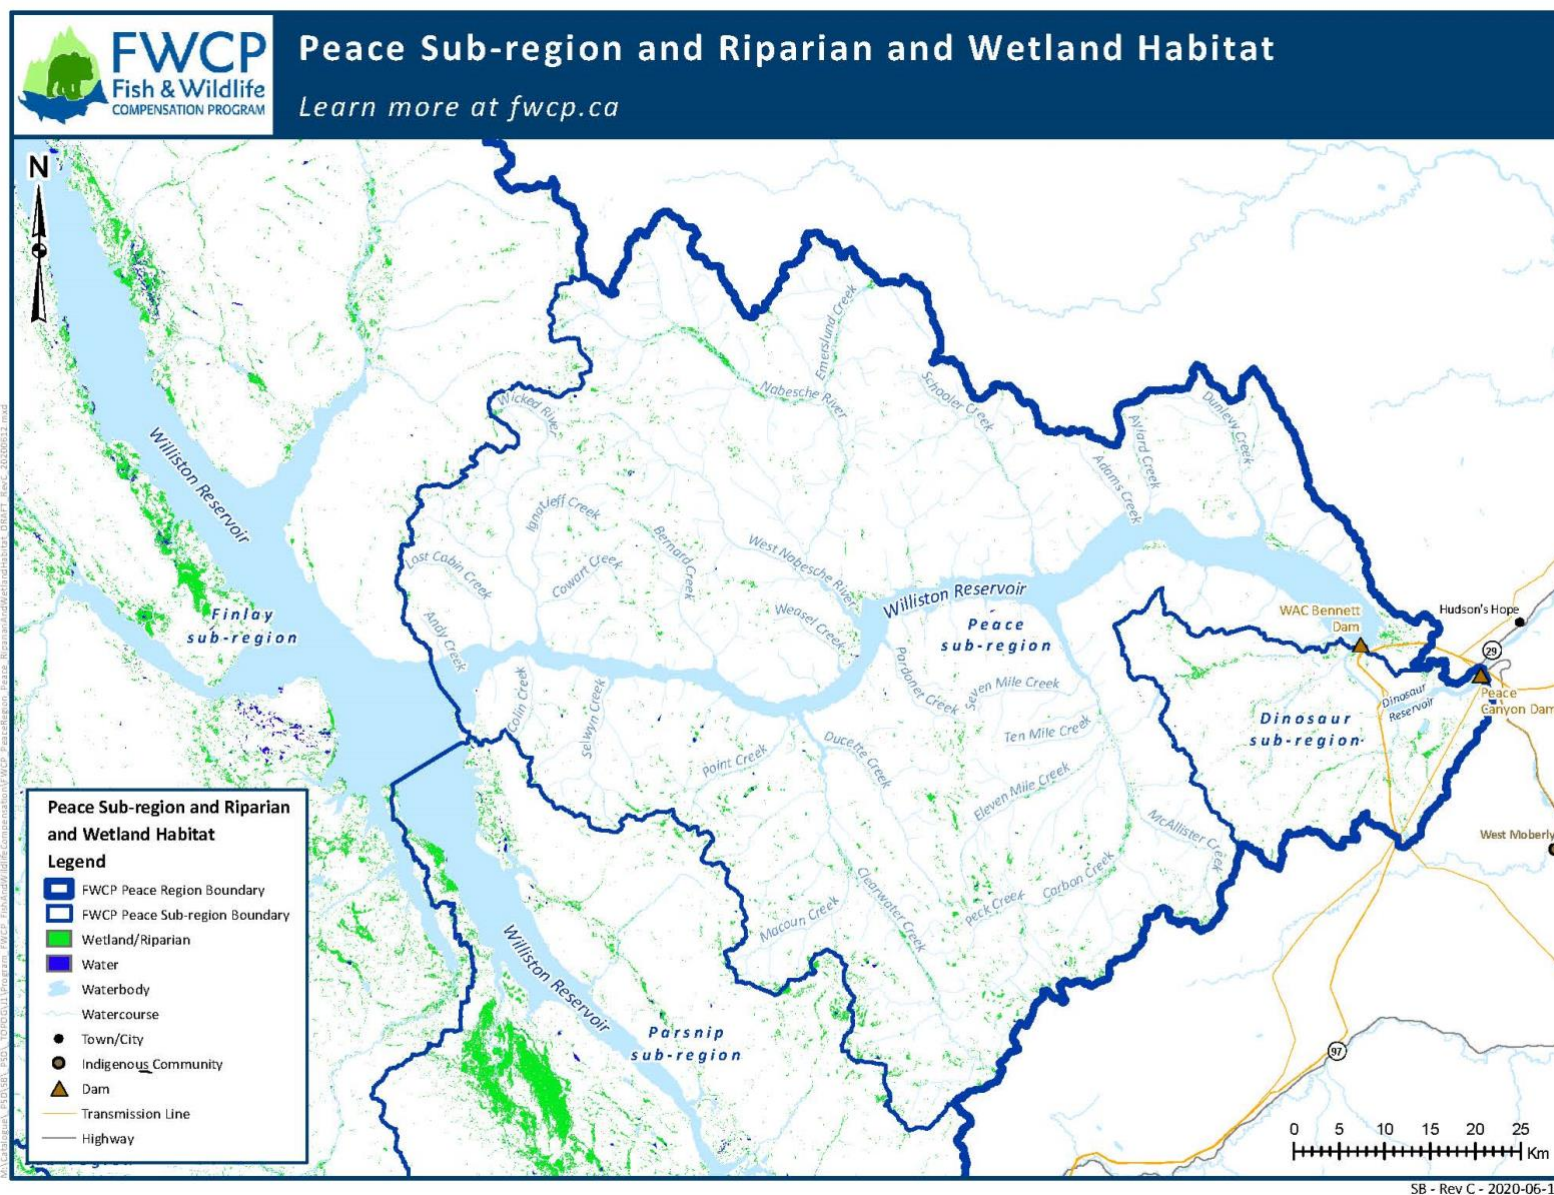 FWCP
Fish & Wildlife
COMPENSATION PROGRAM
Peace Sub-region and Riparian and Wetland Habitat
Learn more at fwcp.ca
N
Emerslund Creek
Nabesche River
Schooler Creek
Dunlevy Creek
Aylard Creek
Adams Creek
Wicked River
Williston Reservoir
Ignatieff Creek
Bernard Creek
West Nabesche River
Lost Cabin Creek
Cowart Creek
Weasel Creek
Williston Reservoir
Finlay
sub-region
Andy Creek
Peace
sub-region
WAC Bennett
Dam
Hudson's Hope
29
Colin Creek
Selwyn Creek
Pardonet Creek
Seven Mile Creek
Dinosaur
Reservoir
Peace
Canyon Dam
Dinosaur
sub-region
Ten Mile Creek
Ducette Creek
Point Creek
Eleven Mile Creek
McAllister Creek
West Moberly
Carbon Creek
Peck Creek
Clearwater Creek
Macoun Creek
Williston Reservoir
Parsnip
sub-region
97
Peace Sub-region and Riparian
and Wetland Habitat
Legend
FWCP Peace Region Boundary
FWCP Peace Sub-region Boundary
Wetland/Riparian
Water
Waterbody
Watercourse
Town/City
Indigenous Community
Dam
Transmission Line
Highway
0 5 10 15 20 25
Km
SB - Rev C - 2020-06-1